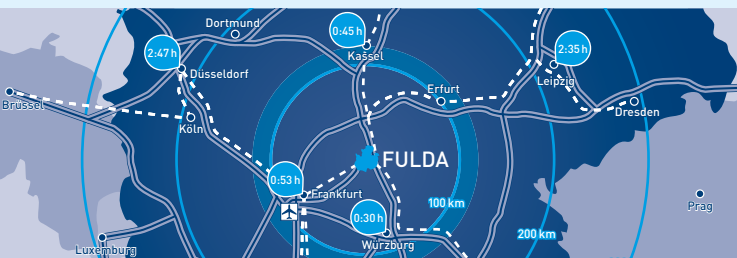 Dortmund
0:45 h
2:47 h
2:35 h
Kassel
Düsseldorf
Leipzig
Erfurt
Brüssel
Dresden
Köln
FULDA
0:53 h
Frankfurt
100 km
Prag
0:30 h
200 km
Würzburg
Luxemburg